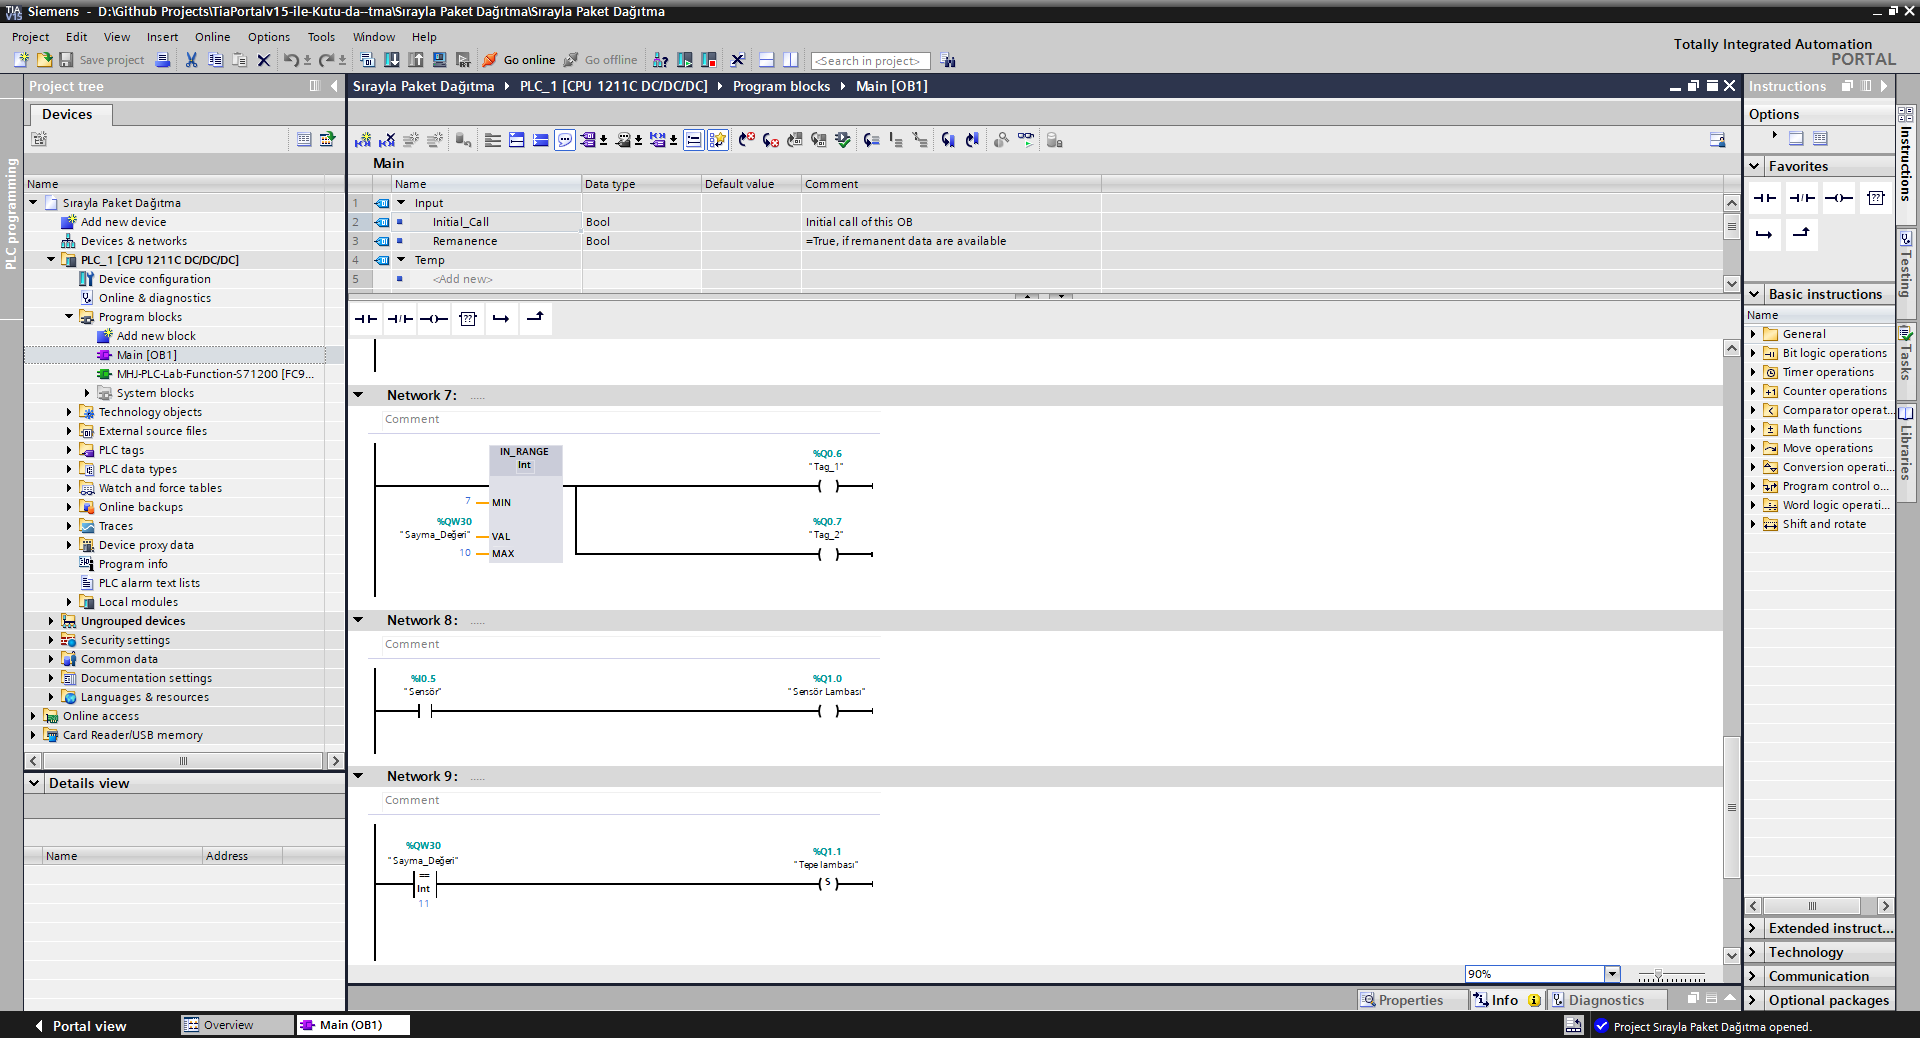 Siemens - D:\Github Projects\TiaPortalv15-ile-Kutu-da--tma\Sırayla Paket Dağıtma\Sırayla Paket Dağıtma
Project Edit View Insert Online Options Tools Window Help
Totally Integrated Automation
PORTAL
Save project
Go online
Go offline
<Search in project>
Project tree
Sırayla Paket Dağıtma
PLC_1 [CPU 1211C DC/DC/DC]
Program blocks
Main [OB1]
Instructions
Devices
Options
PLC programming
Name
Sırayla Paket Dağıtma
Add new device
Devices & networks
PLC_1 [CPU 1211C DC/DC/DC]
Device configuration
Online & diagnostics
Program blocks
Add new block
Main [OB1]
MHJ-PLC-Lab-Function-S71200 [FC9...
System blocks
Technology objects
External source files
PLC tags
PLC data types
Watch and force tables
Online backups
Traces
Device proxy data
Program info
PLC alarm text lists
Local modules
Ungrouped devices
Security settings
Common data
Documentation settings
Languages & resources
Online access
Card Reader/USB memory
Details view
Name Address
Main
Name Data type Default value Comment
1 Input
2 Initial_Call Bool Initial call of this OB
3 Remanence Bool =True, if remanent data are available
4 Temp
5 <Add new>
??
Network 7: .....
Comment
IN_RANGE
Int
7 MIN
%QW30
"Sayma_Değeri" VAL
10 MAX
%Q0.6
"Tag_1"
%Q0.7
"Tag_2"
Network 8: .....
Comment
%I0.5
"Sensör"
%Q1.0
"Sensör Lambası"
Network 9: .....
Comment
%QW30
"Sayma_Değeri"
==
Int
11
%Q1.1
"Tepe lambası"
S
90%
Properties
Info
Diagnostics
Favorites
??
Basic instructions
Name
General
Bit logic operations
Timer operations
Counter operations
Comparator operat...
Math functions
Move operations
Conversion operati...
Program control o...
Word logic operati...
Shift and rotate
Extended instruct...
Technology
Communication
Optional packages
Instructions
Testing
Tasks
Libraries
Portal view
Overview
Main (OB1)
Project Sırayla Paket Dağıtma opened.